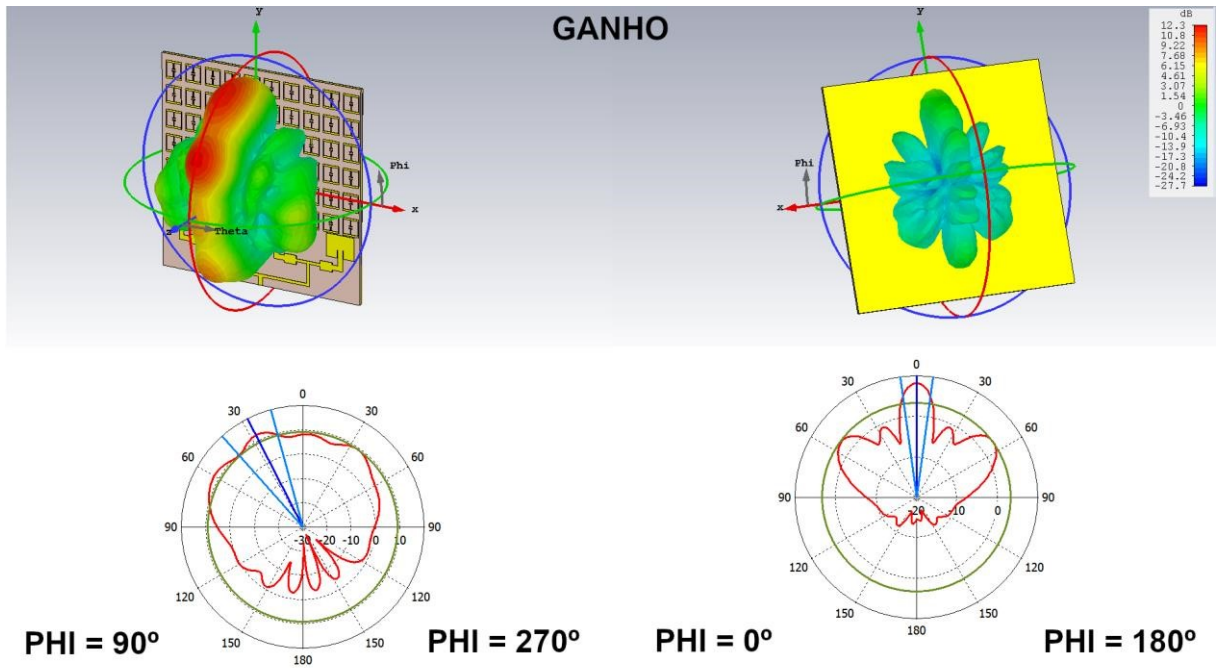 GANHO
y
Phi
x
z
Theta
y
Phi
x
dB
12.3
10.8
9.22
7.68
6.15
4.61
3.07
1.54
0
-3.46
-6.93
-10.4
-13.9
-17.3
-20.8
-24.2
-27.7
0
30
30
60
60
90
90
-30 -20 -10 0 10
120
120
150
150
180
PHI = 90º
PHI = 270º
0
30
30
60
60
90
90
-20 -10 0
120
120
150
150
180
PHI = 0º
PHI = 180º